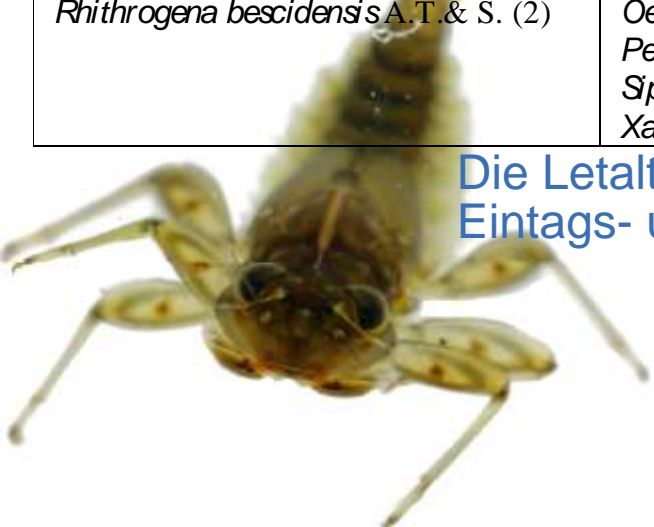 Rhithrogena bescidensis A.T.& S. (2)
Oe
Pe
Sip
Xa
Die Letalt
Eintags- u